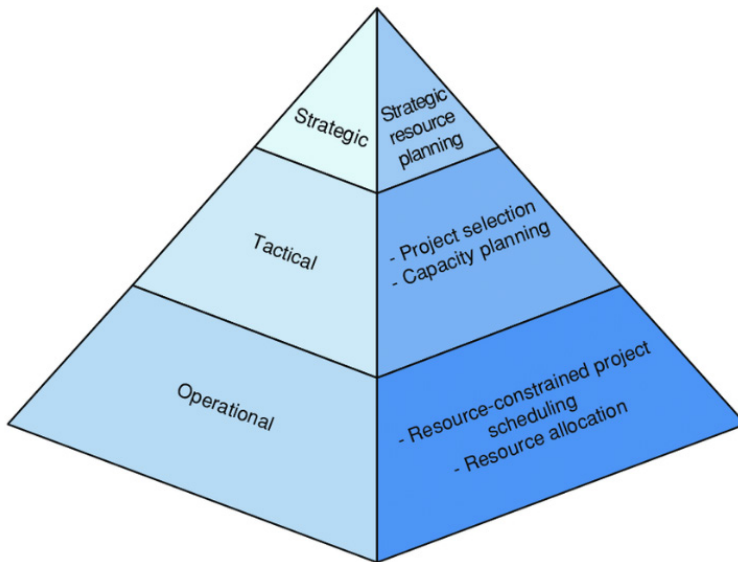 Strategic
Strategic
resource
planning
Tactical
- Project selection
- Capacity planning
Operational
- Resource-constrained project
scheduling
- Resource allocation